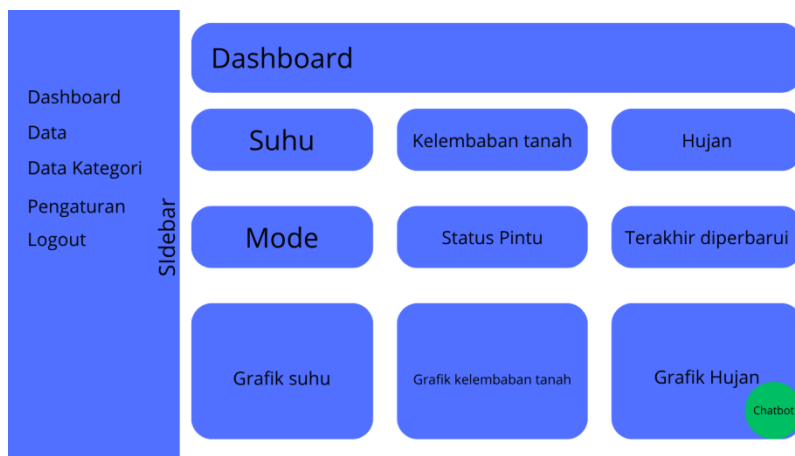 Dashboard
Data
Data Kategori
Pengaturan
Logout
SIdebar
Dashboard
Suhu
Kelembaban tanah
Hujan
Mode
Status Pintu
Terakhir diperbarui
Grafik suhu
Grafik kelembaban tanah
Grafik Hujan
Chatbot